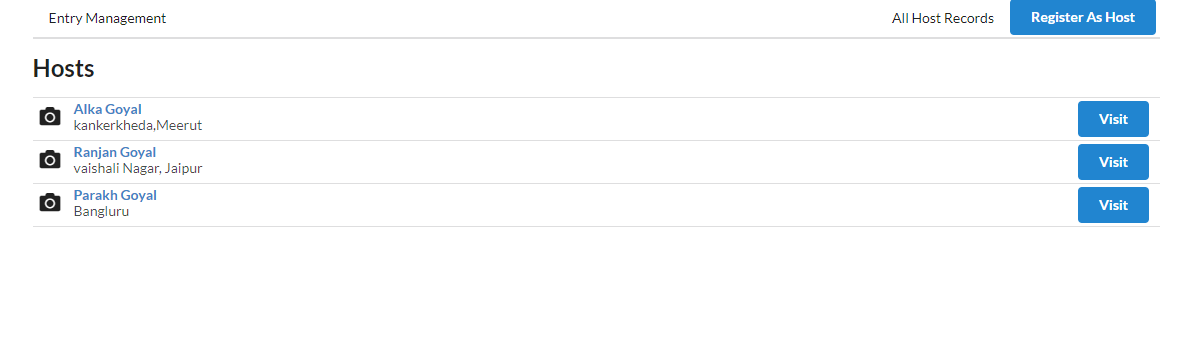 Entry Management
All Host Records
Register As Host
Hosts
Alka Goyal
kankerkheda,Meerut
Visit
Ranjan Goyal
vaishali Nagar, Jaipur
Visit
Parakh Goyal
Bangluru
Visit